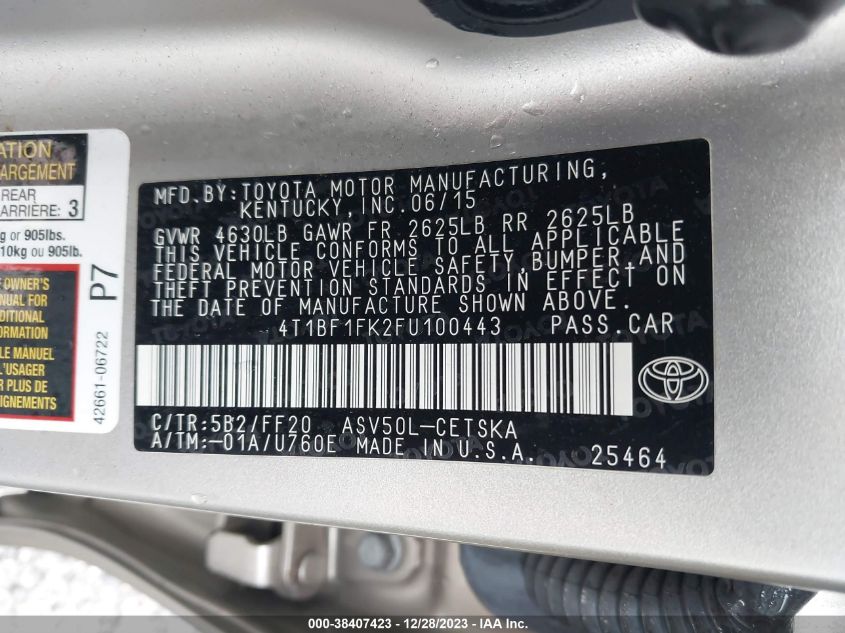 ATION
ARGEMENT
REAR
ARRIÈRE: 3
g or 905lbs.
10kg ou 905lb.
OWNER'S
NUAL FOR
DITIONAL
ORMATION
LE MANUEL
L'USAGER
R PLUS DE
IGNEMENTS
P7
42661-06722
MFD.BY:TOYOTA MOTOR MANUFACTURING,
KENTUCKY, INC.06/15
GVWR 4630LB GAWR FR 2625LB RR 2625LB
THIS VEHICLE CONFORMS TO ALL APPLICABLE
FEDERAL MOTOR VEHICLE SAFETY,BUMPER,AND
THEFT PREVENTION STANDARDS IN EFFECT ON
THE DATE OF MANUFACTURE SHOWN ABOVE.
4T1BF1FK2FU100443 PASS.CAR
C/TR:5B2/FF20 ASV50L-CETSKA
A/TM:-01A/U760E MADE IN U.S.A. 25464
000-38407423 - 12/28/2023 - IAA Inc.